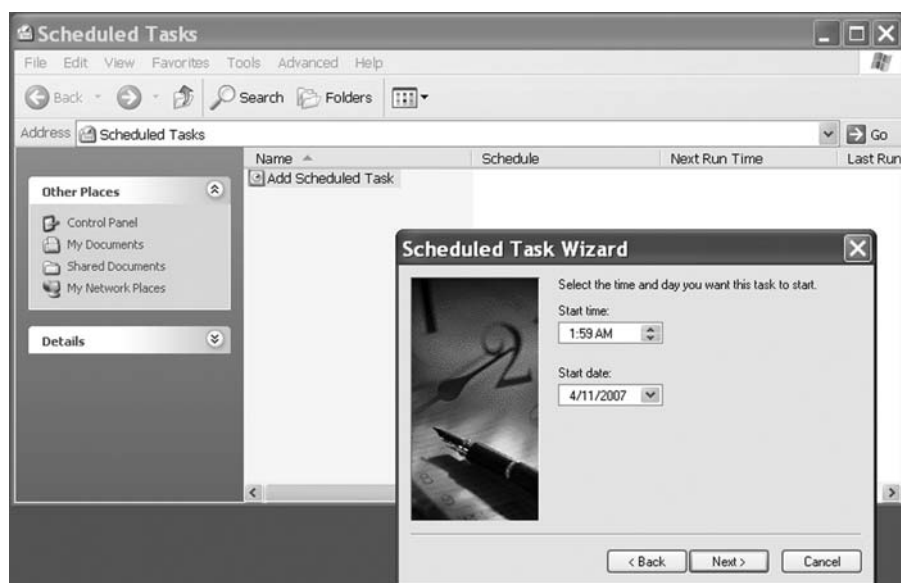 Scheduled Tasks
File Edit View Favorites Tools Advanced Help
Back Search Folders
Address Scheduled Tasks Go
Name Schedule Next Run Time Last Run
Add Scheduled Task
Other Places
Control Panel
My Documents
Shared Documents
My Network Places
Details
Scheduled Task Wizard
Select the time and day you want this task to start.
Start time:
1:59 AM
Start date:
4/11/2007
< Back Next > Cancel